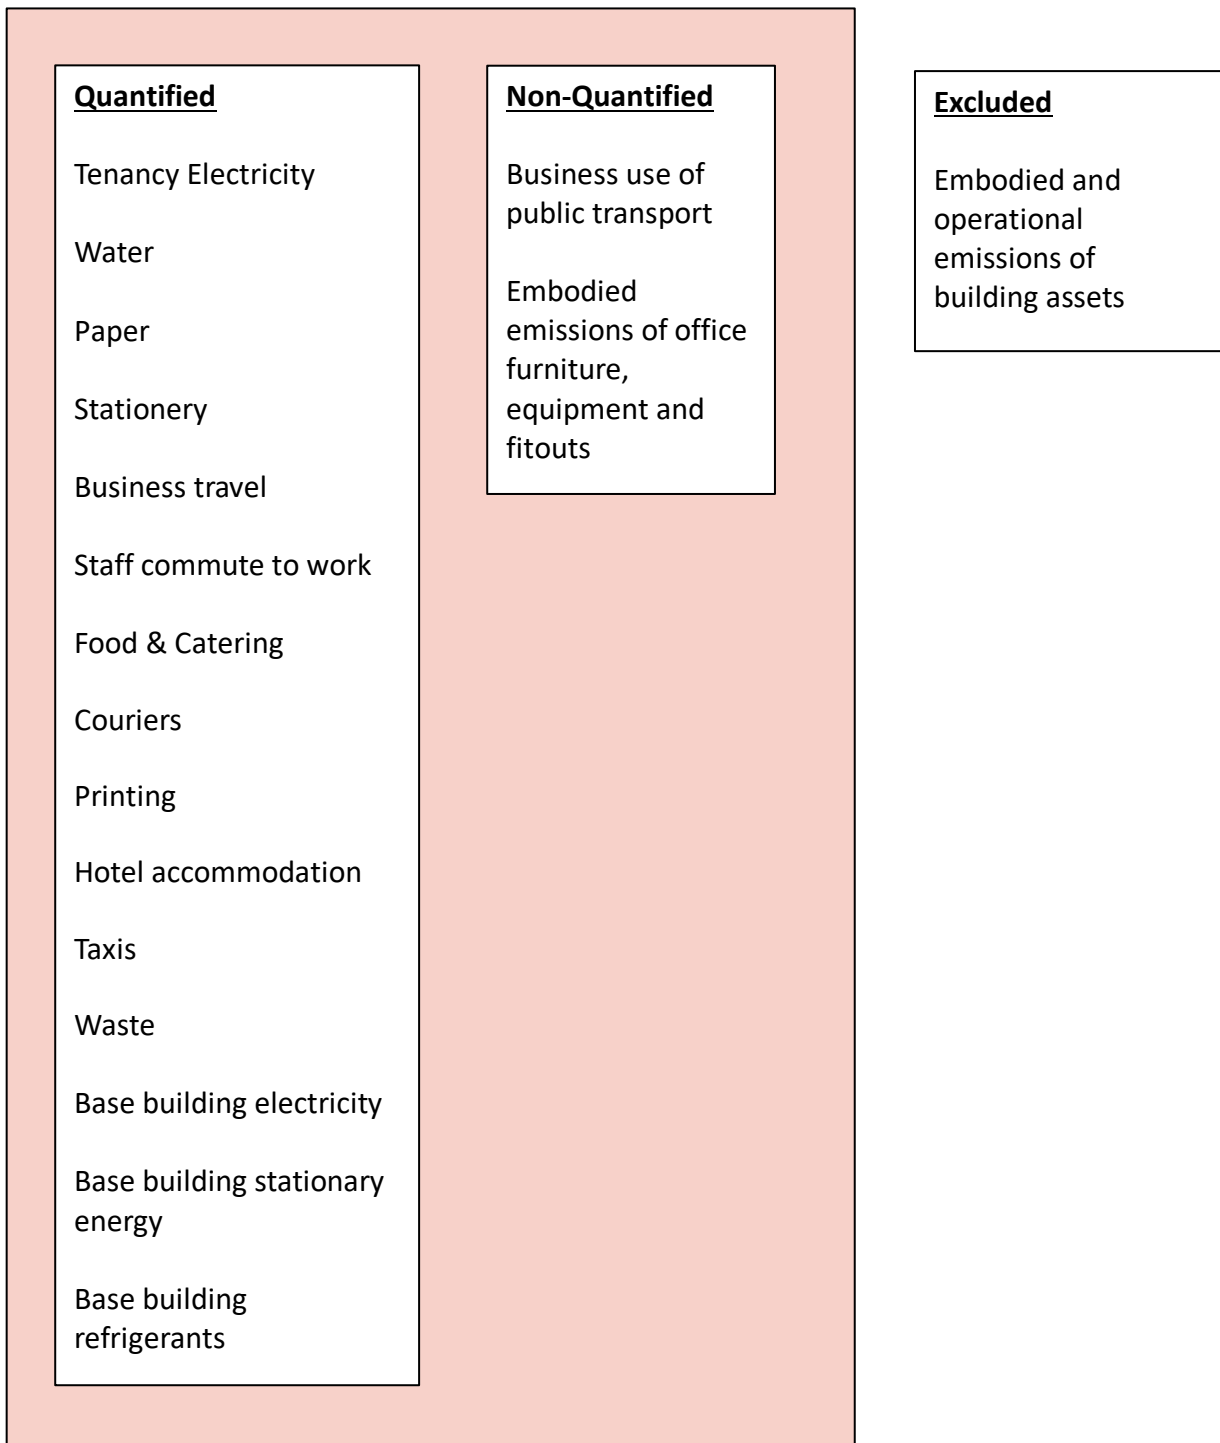 Quantified
Tenancy Electricity
Water
Paper
Stationery
Business travel
Staff commute to work
Food & Catering
Couriers
Printing
Hotel accommodation
Taxis
Waste
Base building electricity
Base building stationary
energy
Base building
refrigerants
Non-Quantified
Business use of
public transport
Embodied
emissions of office
furniture,
equipment and
fitouts
Excluded
Embodied and
operational
emissions of
building assets